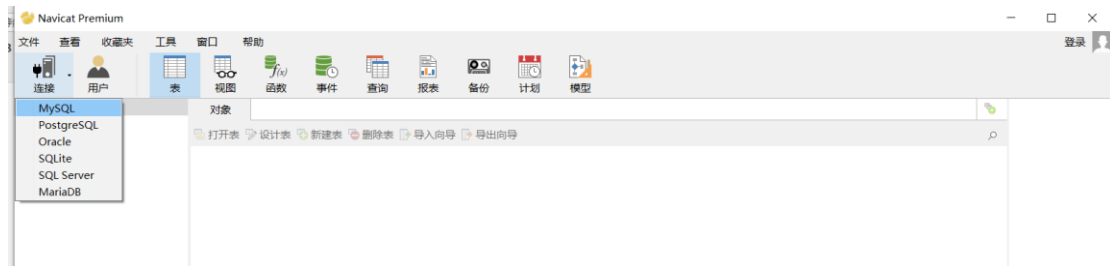 Navicat Premium
文件 查看 收藏夹 工具 窗口 帮助 登录
连接 用户 表 视图 函数 事件 查询 报表 备份 计划 模型
f(x)
MySQL
PostgreSQL
Oracle
SQLite
SQL Server
MariaDB
对象
打开表 设计表 新建表 删除表 导入向导 导出向导